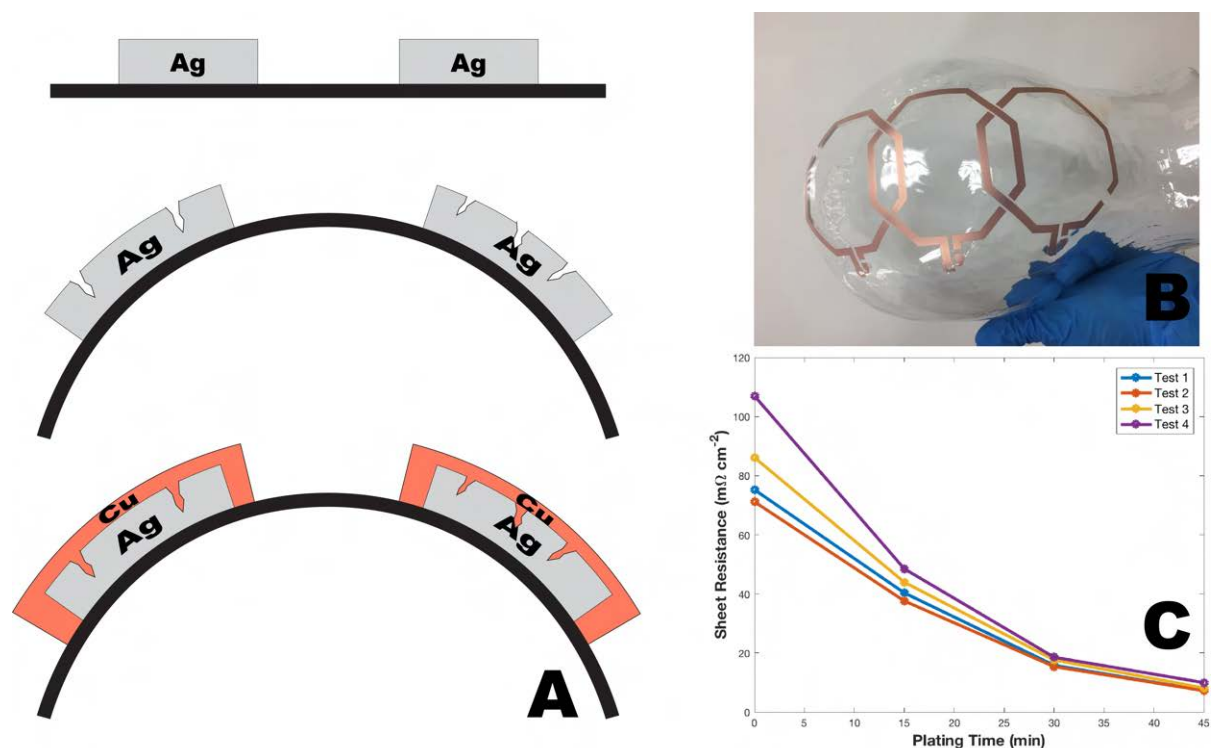 Ag
Ag
Ag
Ag
Cu
Cu
Ag
Ag
A
B
120
100
80
60
40
20
0
Sheet Resistance (mΩ cm⁻²)
Test 1
Test 2
Test 3
Test 4
C
0 5 10 15 20 25 30 35 40 45
Plating Time (min)